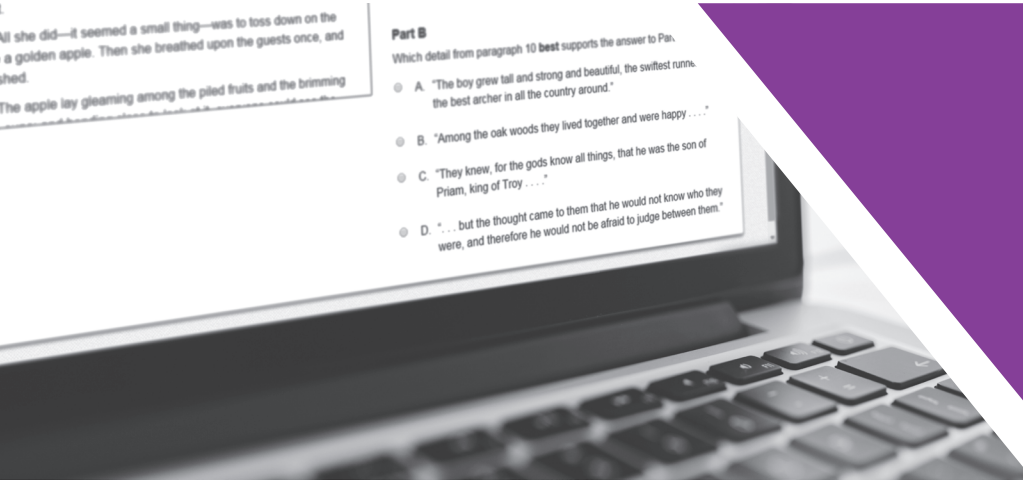 All she did—it seemed a small thing—was to toss down on the
a golden apple. Then she breathed upon the guests once, and
shed.
The apple lay gleaming among the piled fruits and the brimming
Part B
Which detail from paragraph 10 best supports the answer to Par
A. "The boy grew tall and strong and beautiful, the swiftest runne
the best archer in all the country around."
B. "Among the oak woods they lived together and were happy . . . ."
C. "They knew, for the gods know all things, that he was the son of
Priam, king of Troy . . . ."
D. ". . . but the thought came to them that he would not know who they
were, and therefore he would not be afraid to judge between them."